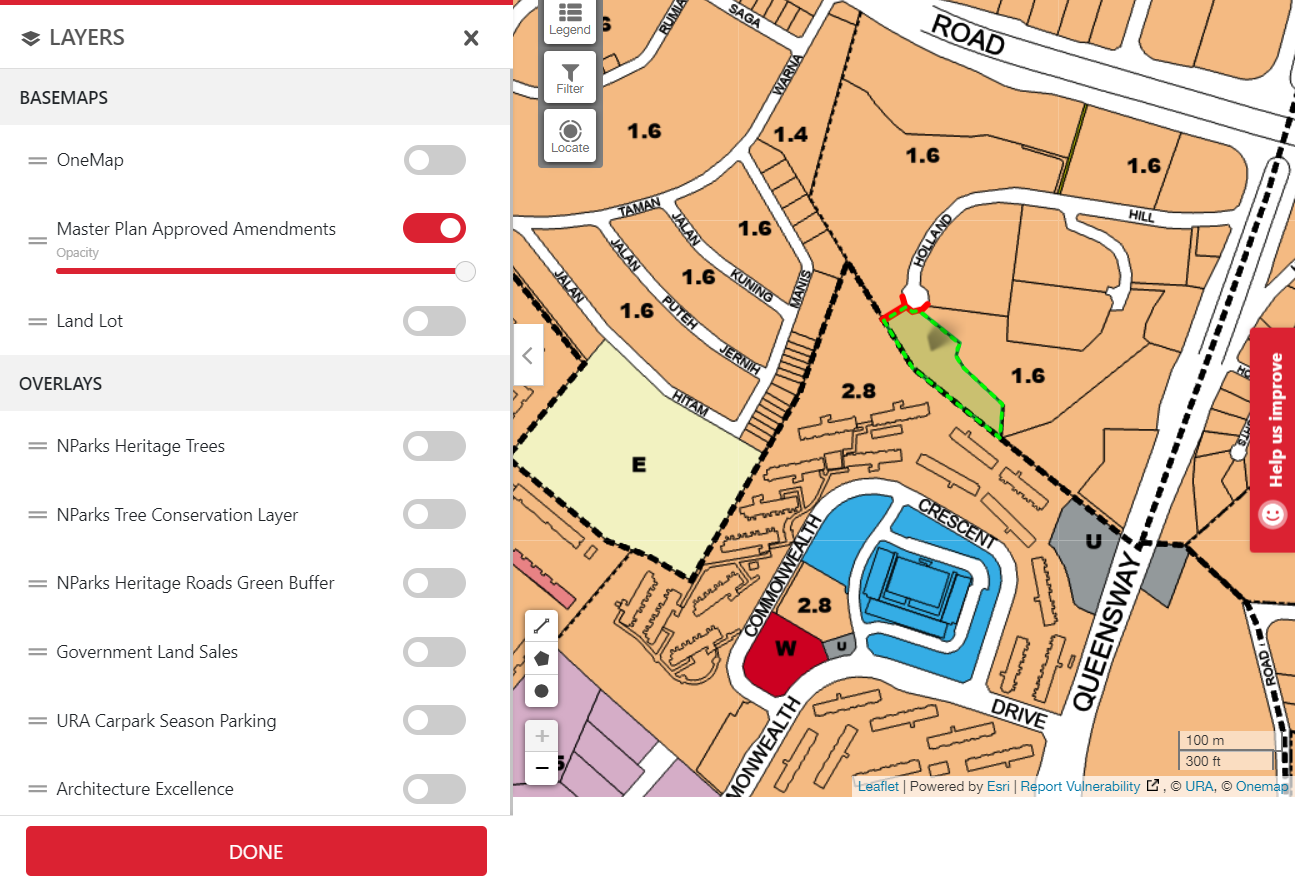 LAYERS
BASEMAPS
OneMap
Master Plan Approved Amendments
Opacity
Land Lot
OVERLAYS
NParks Heritage Trees
NParks Tree Conservation Layer
NParks Heritage Roads Green Buffer
Government Land Sales
URA Carpark Season Parking
Architecture Excellence
DONE
Legend
Filter
Locate
RUMIA
SAGA
WARNA
ROAD
1.6
1.4
1.6
1.6
TAMAN
JALAN
1.6
HOLLAND
HILL
JALAN
JALAN
1.6
KUNING
MANIS
1.6
PUTEH
JERNIH
HITAM
2.8
1.6
Help us improve
E
CRESCENT
COMMONWEALTH
U
2.8
W
U
QUEENSWAY
ROAD
DRIVE
MONWEALTH
100 m
300 ft
Leaflet | Powered by Esri | Report Vulnerability , © URA, © Onemap